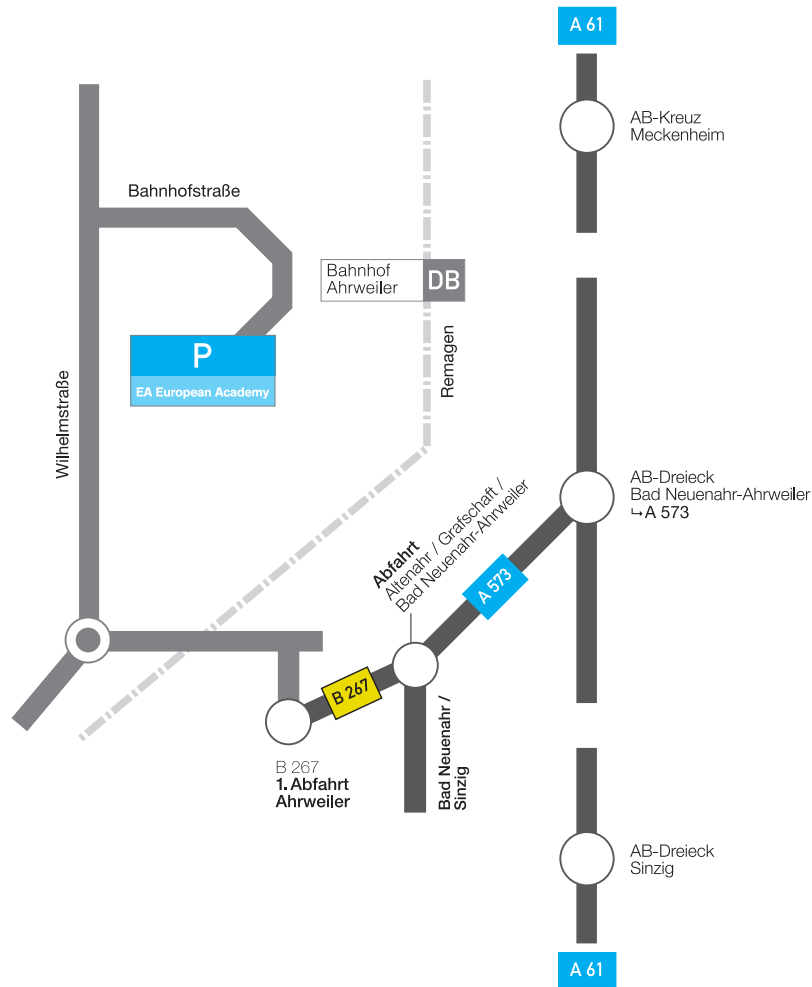 A 61
AB-Kreuz
Meckenheim
Bahnhofstraße
Bahnhof
Ahrweiler
DB
P
EA European Academy
Remagen
Wilhelmstraße
AB-Dreieck
Bad Neuenahr-Ahrweiler
↳A 573
Abfahrt
Altenahr / Grafschaft /
Bad Neuenahr-Ahrweiler
A 573
B 267
B 267
1. Abfahrt
Ahrweiler
Bad Neuenahr /
Sinzig
AB-Dreieck
Sinzig
A 61